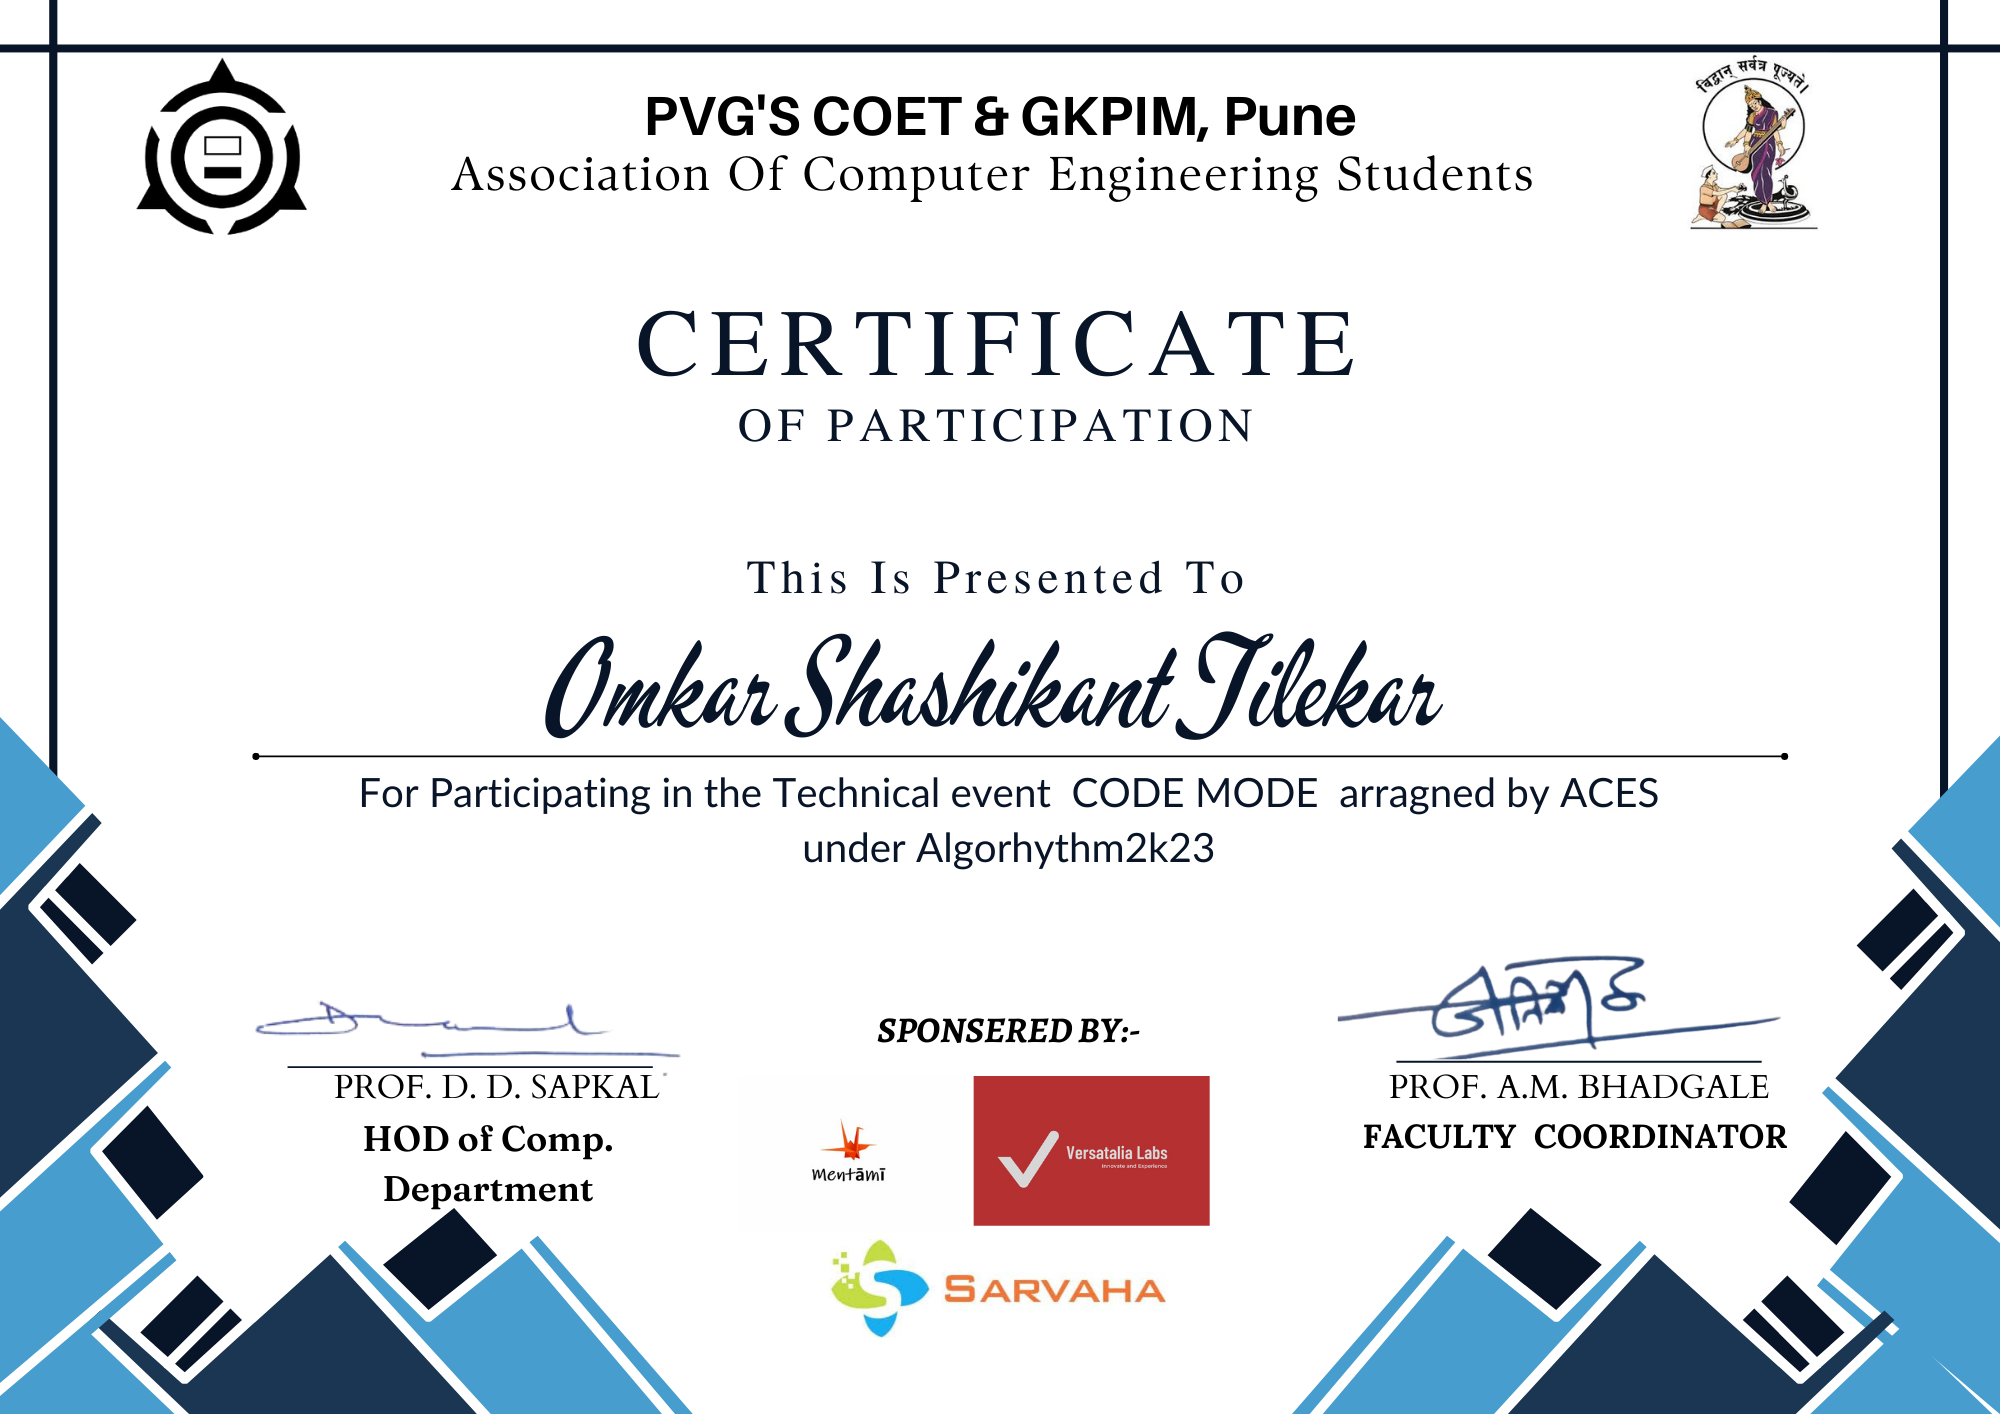 विद्वान् सर्वत्र पूज्यते।
PVG'S COET & GKPIM, Pune
Association Of Computer Engineering Students
CERTIFICATE
OF PARTICIPATION
This Is Presented To
Omkar Shashikant Tilekar
For Participating in the Technical event CODE MODE arragned by ACES
under Algorhythm2k23
PROF. D. D. SAPKAL
HOD of Comp.
Department
SPONSERED BY:-
Mentāmī
Versatalia Labs
Innovate and Experience
SARVAHA
PROF. A.M. BHADGALE
FACULTY COORDINATOR